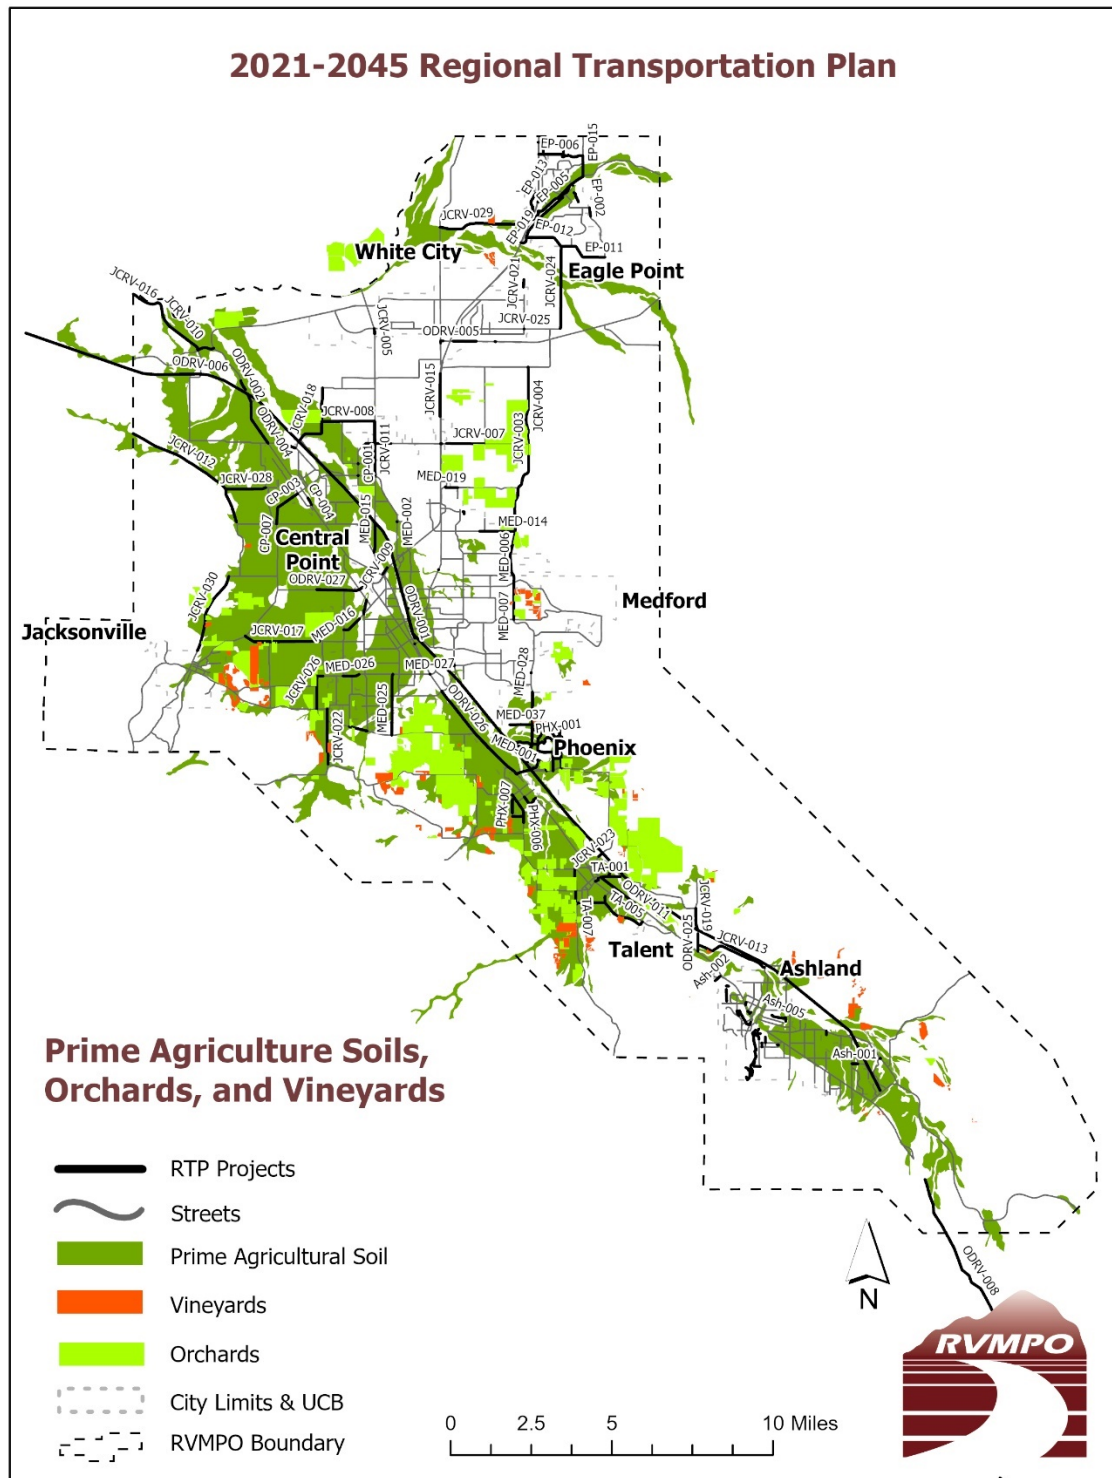 2021-2045 Regional Transportation Plan
EP-006
EP-015
EP-013
EP-005
EP-002
JCRV-029
EP-019
EP-012
EP-011
White City
Eagle Point
JCRV-021
JCRV-024
JCRV-016
JCRV-010
JCRV-005
JCRV-025
ODRV-005
ODRV-006
ODRV-002
JCRV-015
JCRV-004
JCRV-018
JCRV-008
JCRV-003
ODRV-004
JCRV-011
JCRV-007
JCRV-012
CP-001
JCRV-028
CP-003
CP-004
MED-019
MED-015
MED-002
MED-014
CP-007
Central
Point
MED-006
JCRV-009
ODRV-027
JCRV-030
MED-007
Medford
ODRV-001
Jacksonville
JCRV-017
MED-016
MED-027
MED-028
MED-026
JCRV-026
MED-025
ODRV-026
MED-037
PHX-001
JCRV-022
MED-001
Phoenix
PHX-007
PHX-006
JCRV-023
TA-001
ODRV-011
TA-005
TA-007
JCRV-019
ODRV-025
JCRV-013
Talent
Ashland
Ash-002
Ash-005
Ash-001
Prime Agriculture Soils,
Orchards, and Vineyards
RTP Projects
Streets
Prime Agricultural Soil
Vineyards
Orchards
City Limits & UCB
RVMPO Boundary
0 2.5 5 10 Miles
N
ODRV-008
RVMPO